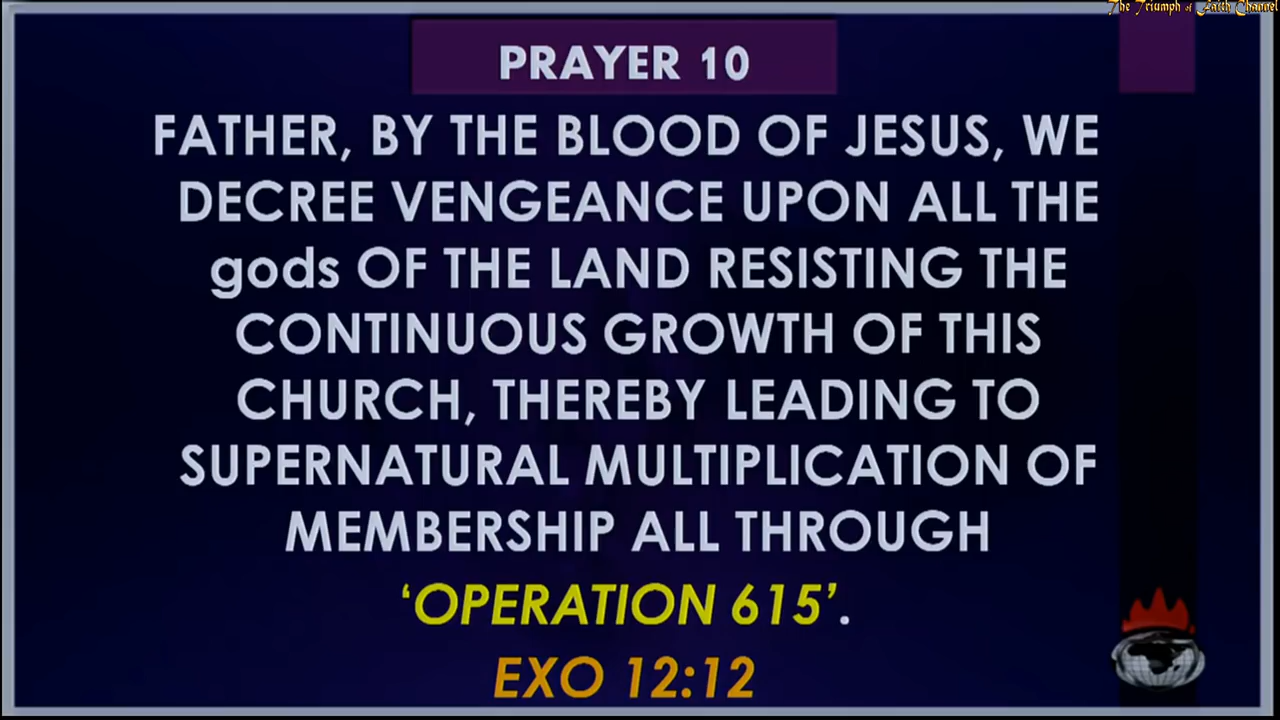 The Triumph of Faith Channel
PRAYER 10
FATHER, BY THE BLOOD OF JESUS, WE
DECREE VENGEANCE UPON ALL THE
gods OF THE LAND RESISTING THE
CONTINUOUS GROWTH OF THIS
CHURCH, THEREBY LEADING TO
SUPERNATURAL MULTIPLICATION OF
MEMBERSHIP ALL THROUGH
‘OPERATION 615’.
EXO 12:12